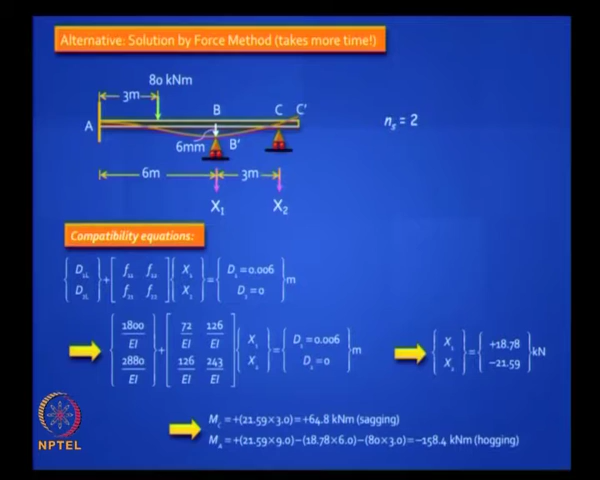 Alternative: Solution by Force Method (takes more time!)
80 kNm
3m
A B C C'
6mm B'
6m 3m
X₁ X₂
nₛ = 2
Compatibility equations:
{D₁L D₂L} + [f₁₁ f₁₂ f₂₁ f₂₂] {X₁ X₂} = {D₁=0.006 D₂=0} m
{1800/EI 2880/EI} + [72/EI 126/EI 126/EI 243/EI] {X₁ X₂} = {D₁=0.006 D₂=0} m
{X₁ X₂} = {+18.78 −21.59} kN
=+(21.59×3.0)=+64.8 kNm (sagging)
M_A =+(21.59×9.0)−(18.78×6.0)−(80×3.0)=−158.4 kNm (hogging)
NPTEL